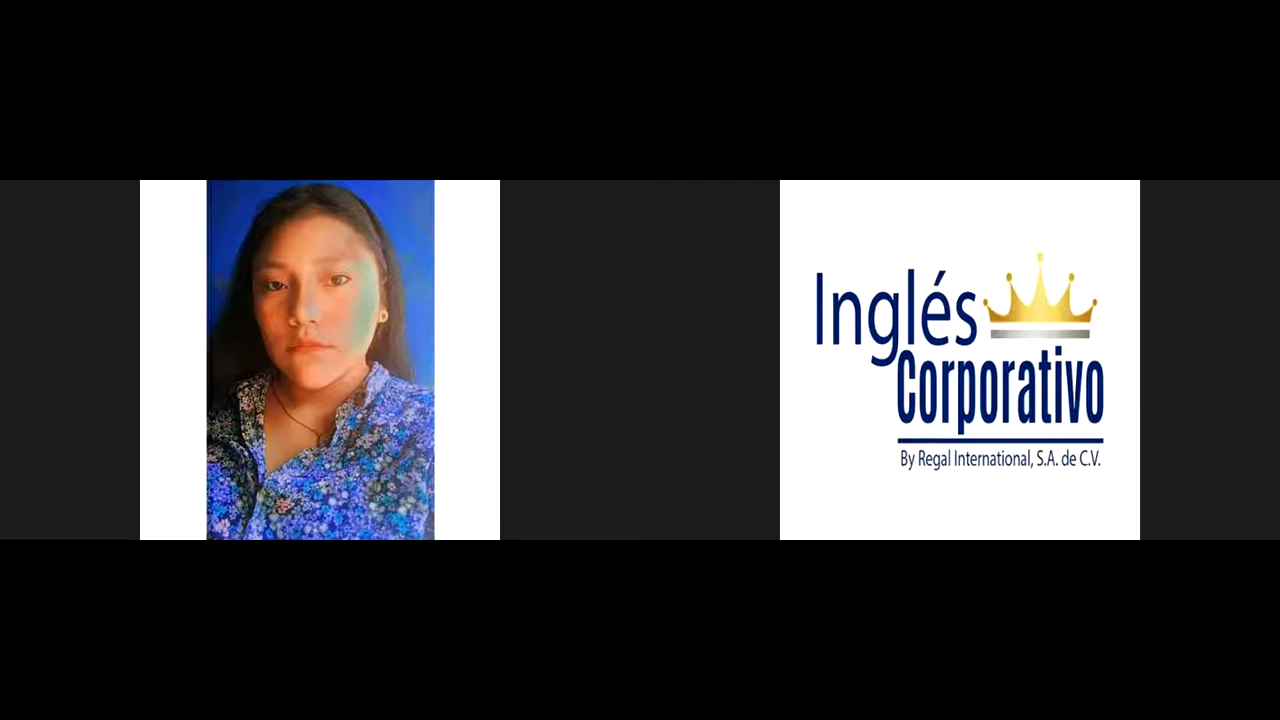 Inglés
Corporativo
By Regal International, S.A. de C.V.